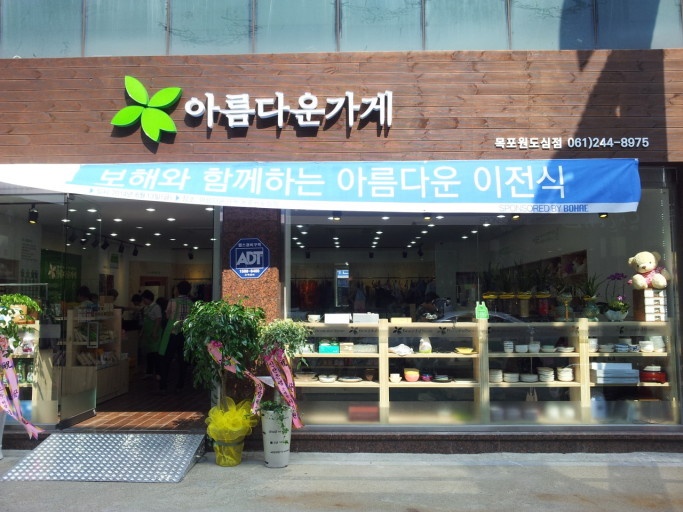 아름다운가게
목포원도심점 061)244-8975
보해와 함께하는 아름다운 이전식
SPONSORED BY BOHAE
ADT